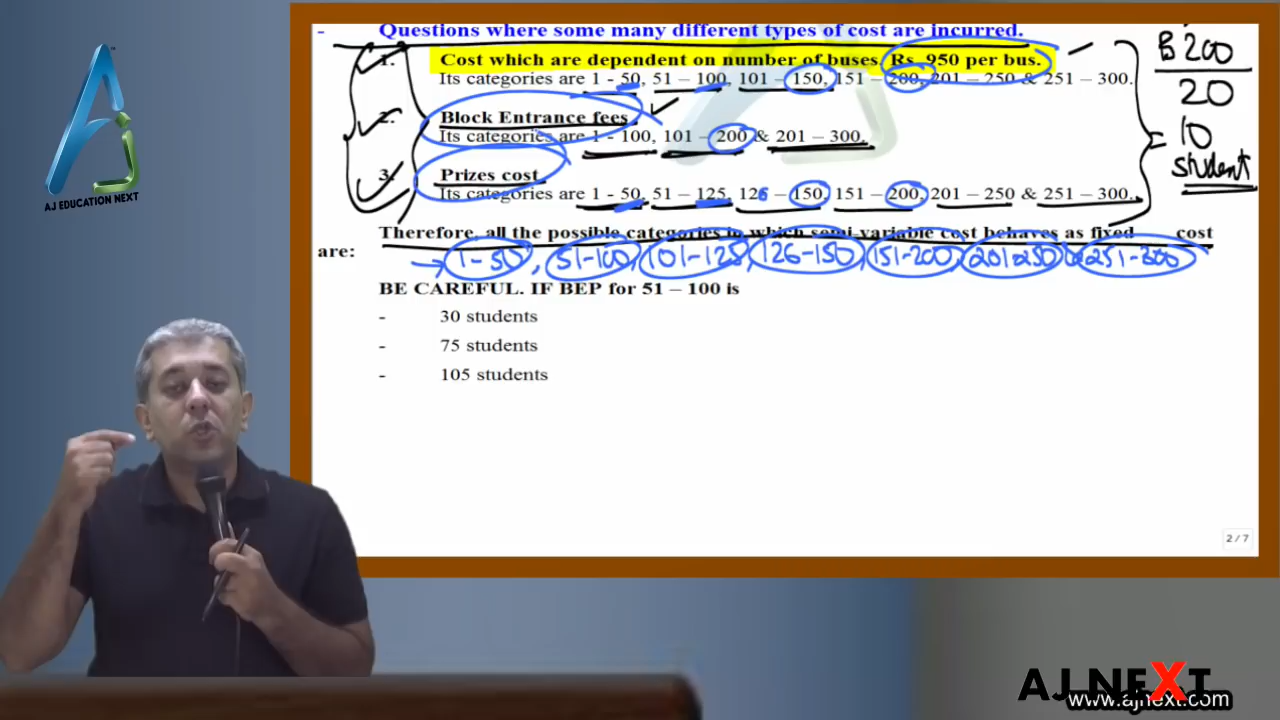 - Questions where some many different types of cost are incurred.
1. Cost which are dependent on number of buses. Rs. 950 per bus.
Its categories are 1 - 50, 51 – 100, 101 – 150, 151 – 200, 201 – 250 & 251 – 300.
2. Block Entrance fees
Its categories are 1 - 100, 101 – 200 & 201 – 300.
3. Prizes cost
Its categories are 1 - 50, 51 – 125, 126 – 150, 151 – 200, 201 – 250 & 251 – 300.
Therefore, all the possible categories in which semi-variable cost behaves as fixed cost
are: → 1-50, 51-100, 101-125, 126-150, 151-200, 201-250 & 251-300
BE CAREFUL. IF BEP for 51 – 100 is
- 30 students
- 75 students
- 105 students
200
20
= 10
student
2 / 7
AJ EDUCATION NEXT
AJ NEXT
www.ajnext.com